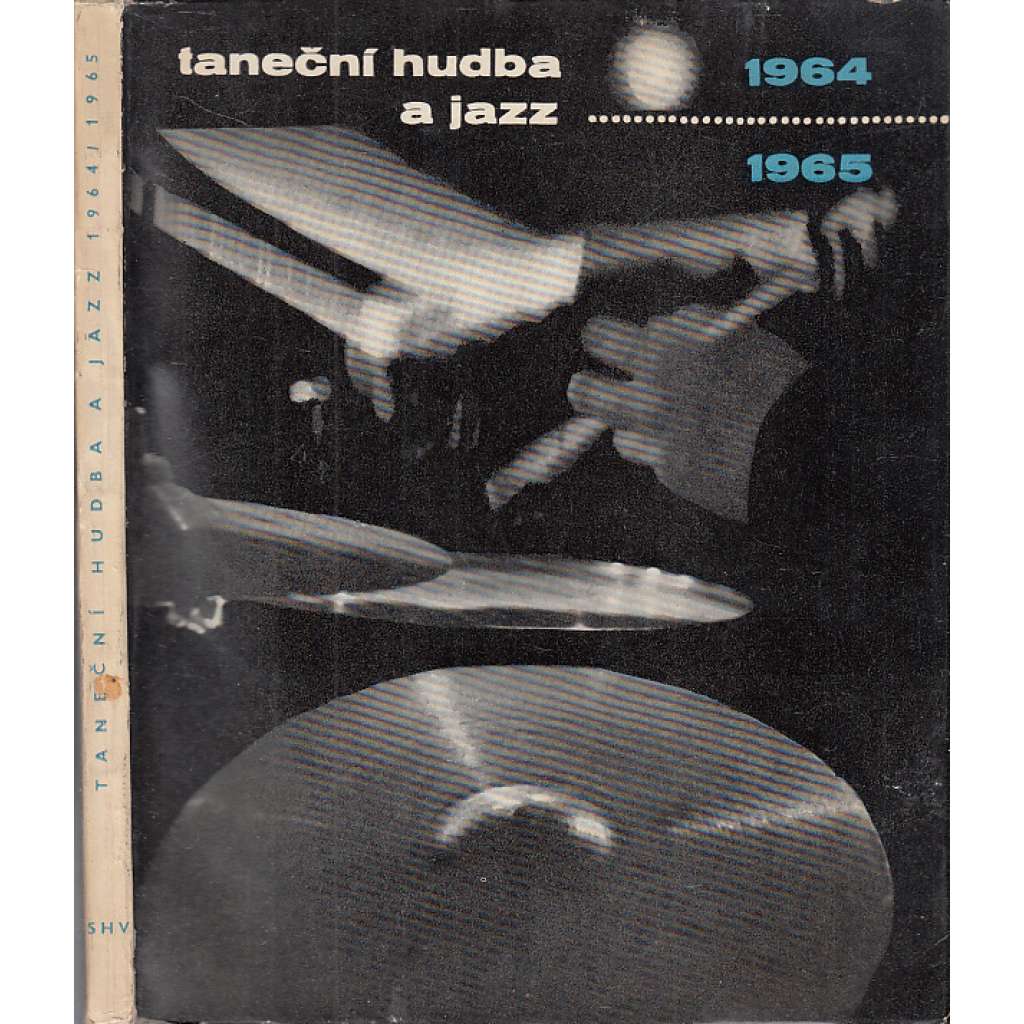 taneční hudba
a jazz
1964
1965
TANEČNÍ HUDBA A JAZZ 1964/1965
SHV